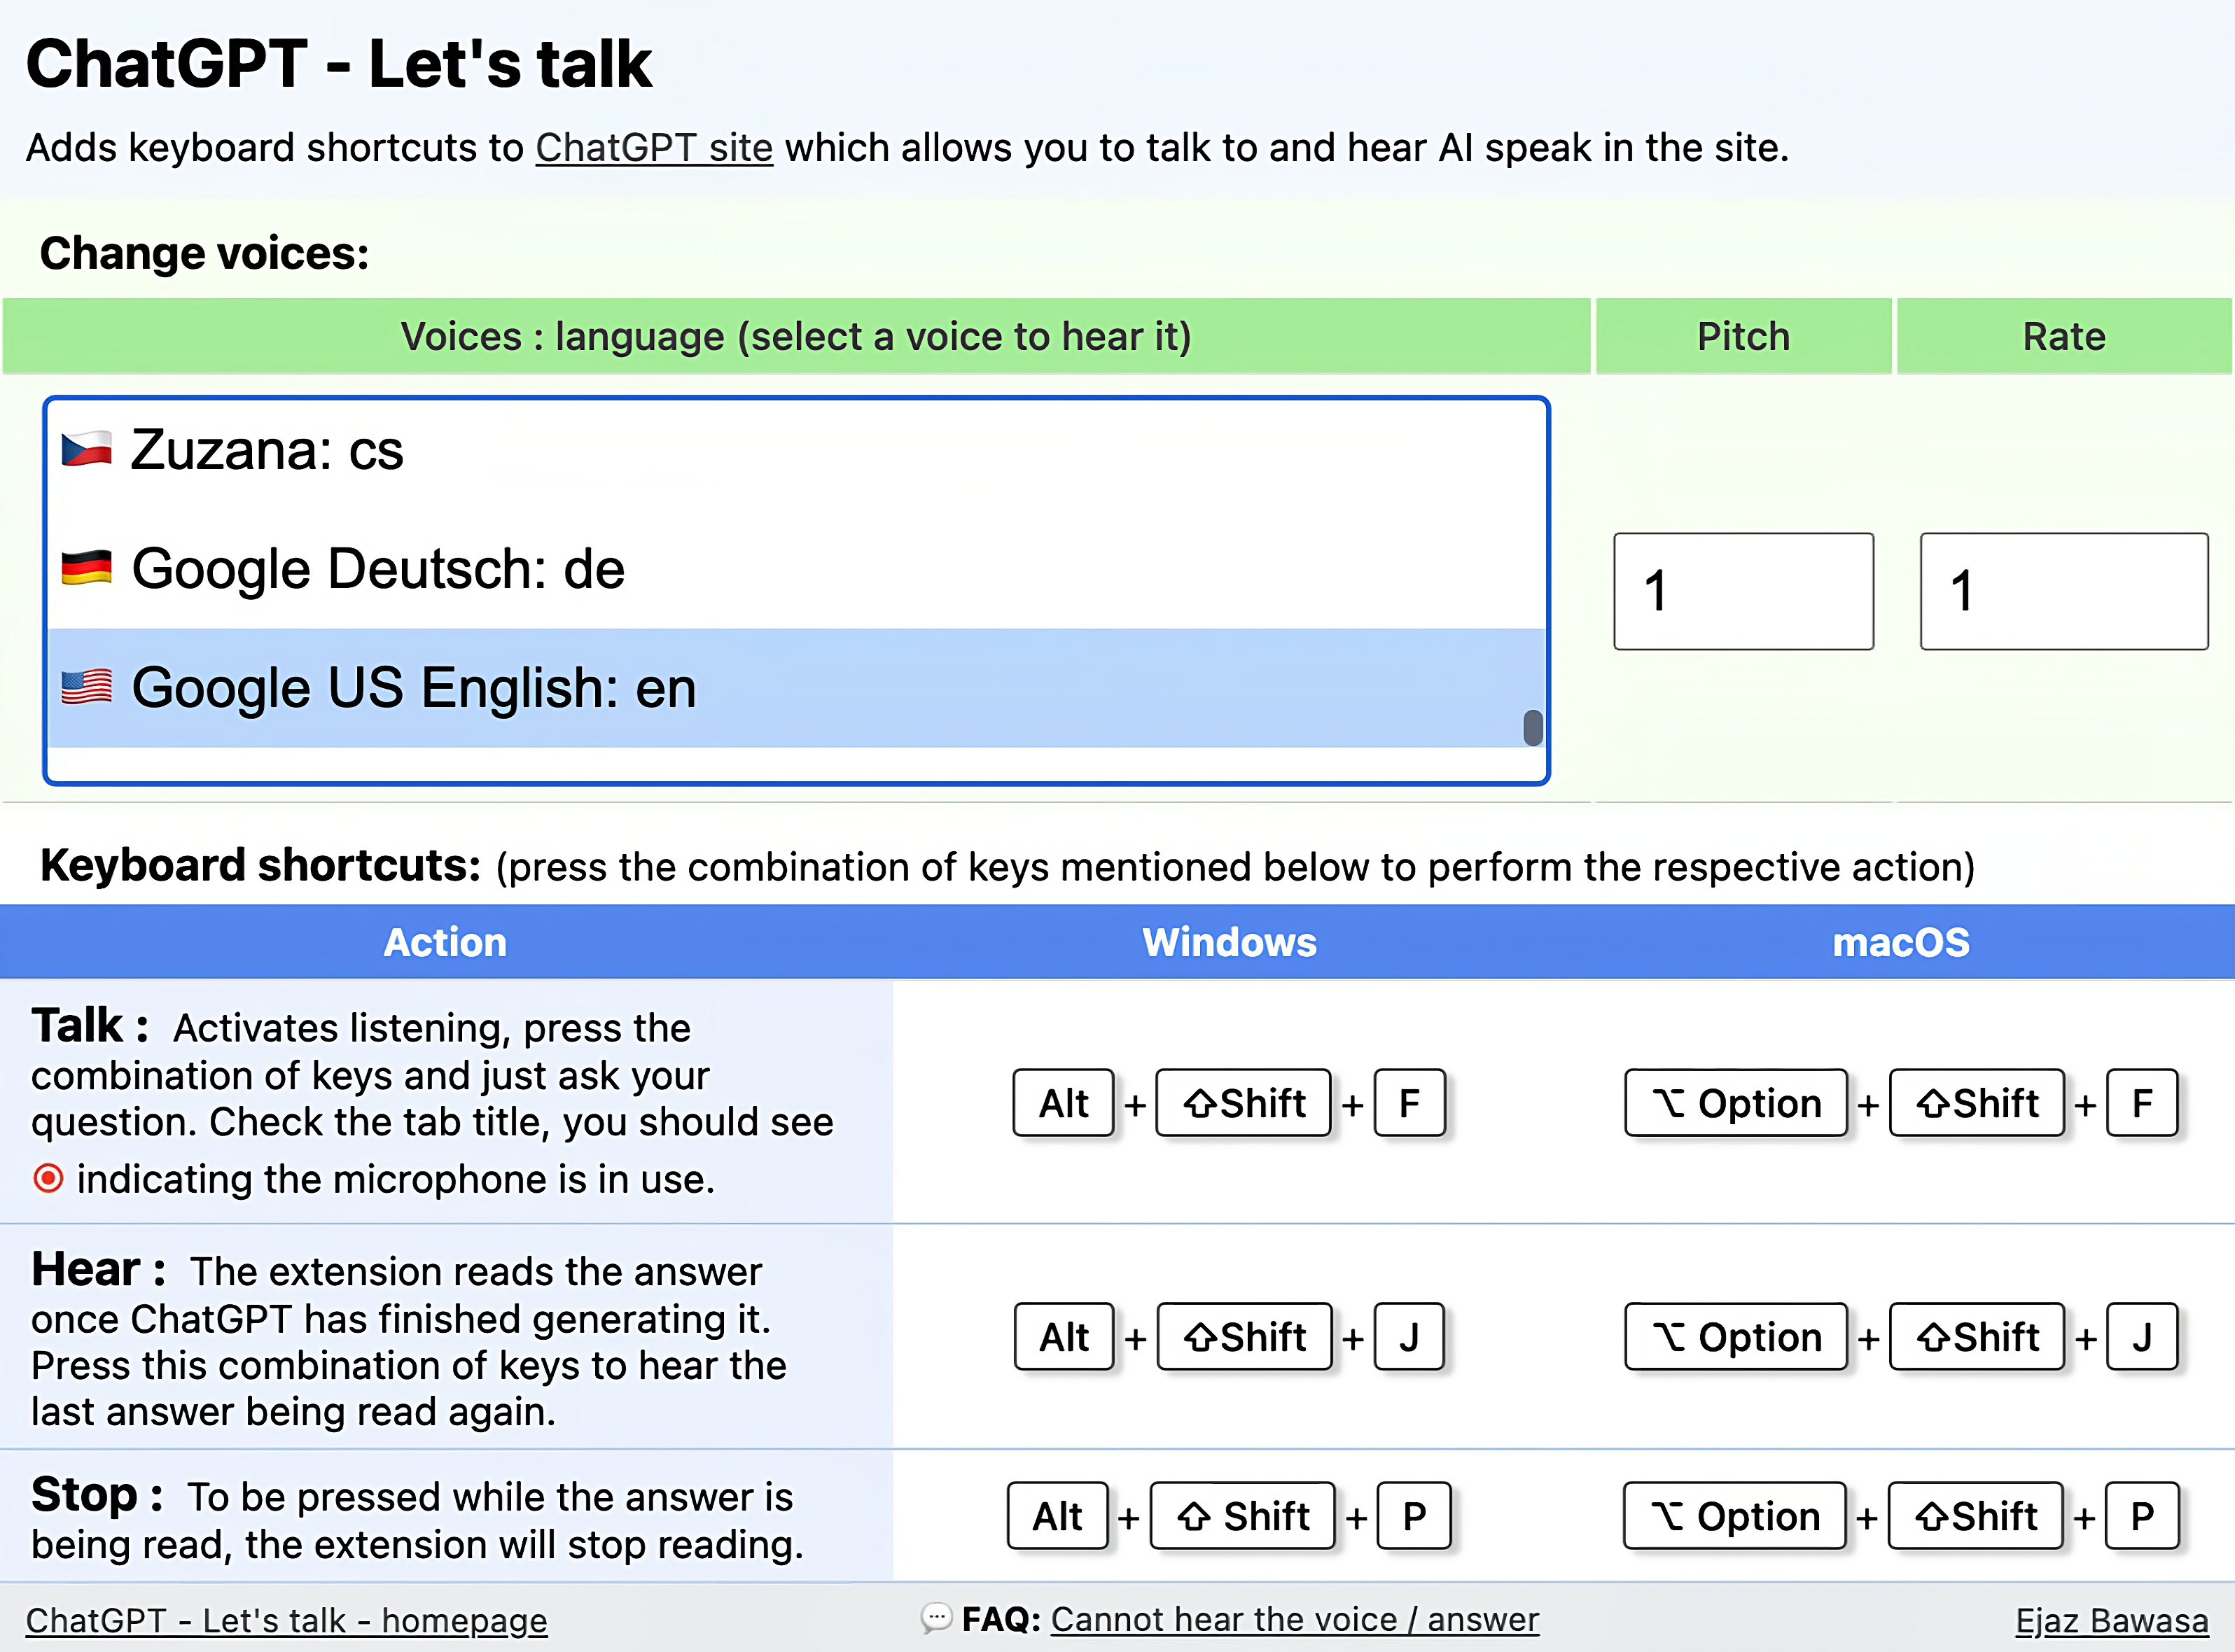 ChatGPT - Let's talk
Adds keyboard shortcuts to ChatGPT site which allows you to talk to and hear AI speak in the site.
Change voices:
Voices : language (select a voice to hear it) Pitch Rate
Zuzana: cs
Google Deutsch: de
Google US English: en
1 1
Keyboard shortcuts: (press the combination of keys mentioned below to perform the respective action)
Action Windows macOS
Talk : Activates listening, press the
combination of keys and just ask your
question. Check the tab title, you should see
indicating the microphone is in use.
Alt + ⇧Shift + F ⌥ Option + ⇧Shift + F
Hear : The extension reads the answer
once ChatGPT has finished generating it.
Press this combination of keys to hear the
last answer being read again.
Alt + ⇧Shift + J ⌥ Option + ⇧Shift + J
Stop : To be pressed while the answer is
being read, the extension will stop reading.
Alt + ⇧ Shift + P ⌥ Option + ⇧Shift + P
ChatGPT - Let's talk - homepage FAQ: Cannot hear the voice / answer Ejaz Bawasa